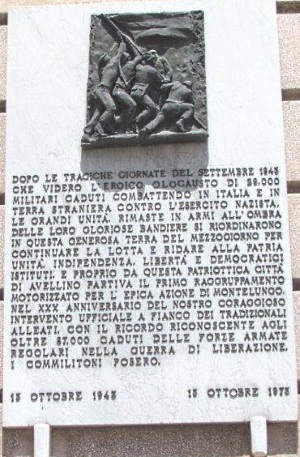 DOPO LE TRAGICHE GIORNATE DEL SETTEMBRE 1943
CHE VIDERO L'EROICO OLOGAUSTO DI 39.000
MILITARI CADUTI COMBATTENDO IN ITALIA E IN
TERRA STRANIERA CONTRO L'ESERCITO NAZISTA,
LE GRANDI UNITÀ, RIMASTE IN ARMI ALL'OMBRA
DELLE LORO GLORIOSE BANDIERE SI RIORDINARONO
IN QUESTA GENEROSA TERRA DEL MEZZOGIORNO PER
CONTINUARE LA LOTTA E RIDARE ALLA PATRIA
UNITÀ, INDIPENDENZA, LIBERTÀ E DEMOCRATICI
ISTITUTI. E PROPRIO DA QUESTA PATRIOTTICA CITTÀ
DI AVELLINO PARTIVA IL PRIMO RAGGRUPPAMENTO
MOTORIZZATO PER L'EPICA AZIONE DI MONTELUNGO.
NEL XXX ANNIVERSARIO DEL NOSTRO CORAGGIOSO
INTERVENTO UFFICIALE A FIANCO DEI TRADIZIONALI
ALLEATI, CON IL RICORDO RICONOSCENTE AGLI
OLTRE 87.000 CADUTI DELLE FORZE ARMATE
REGOLARI NELLA GUERRA DI LIBERAZIONE.
I COMMILITONI POSERO.
13 OTTOBRE 1943 13 OTTOBRE 1973